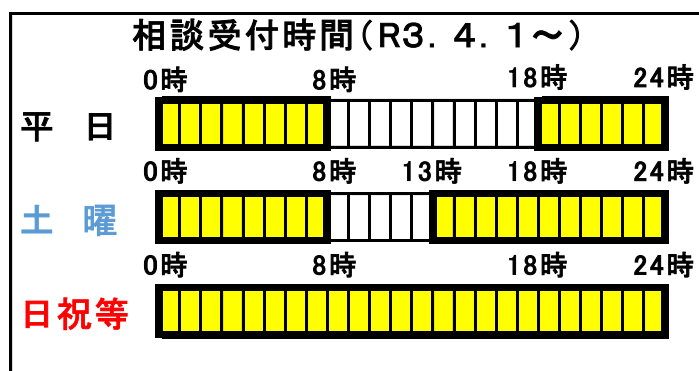 相談受付時間（R3．4．1～）
0時 8時 18時 24時
平 日
0時 8時 13時 18時 24時
土 曜
0時 8時 18時 24時
日祝等